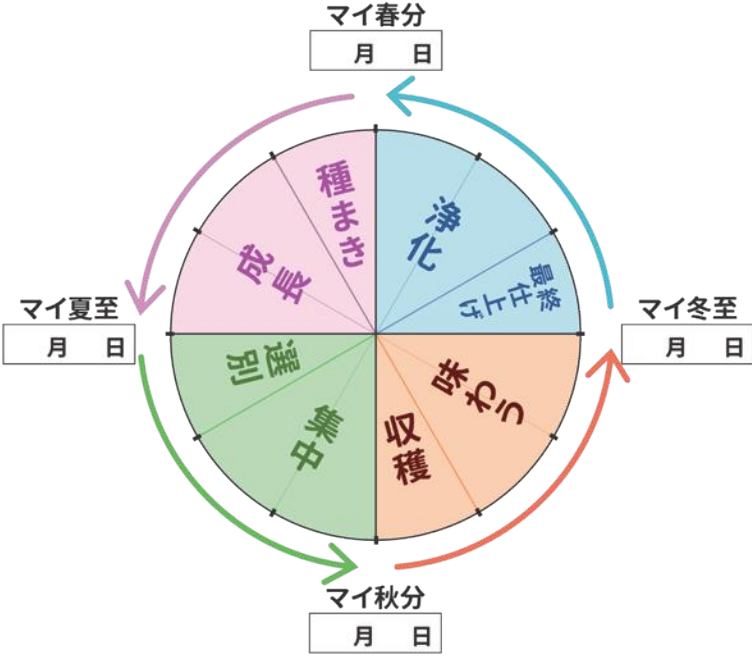 マイ春分
月 日
種まき
浄化
成長
最終
仕上げ
マイ夏至
月 日
マイ冬至
月 日
選別
味わう
収穫
集中
マイ秋分
月 日